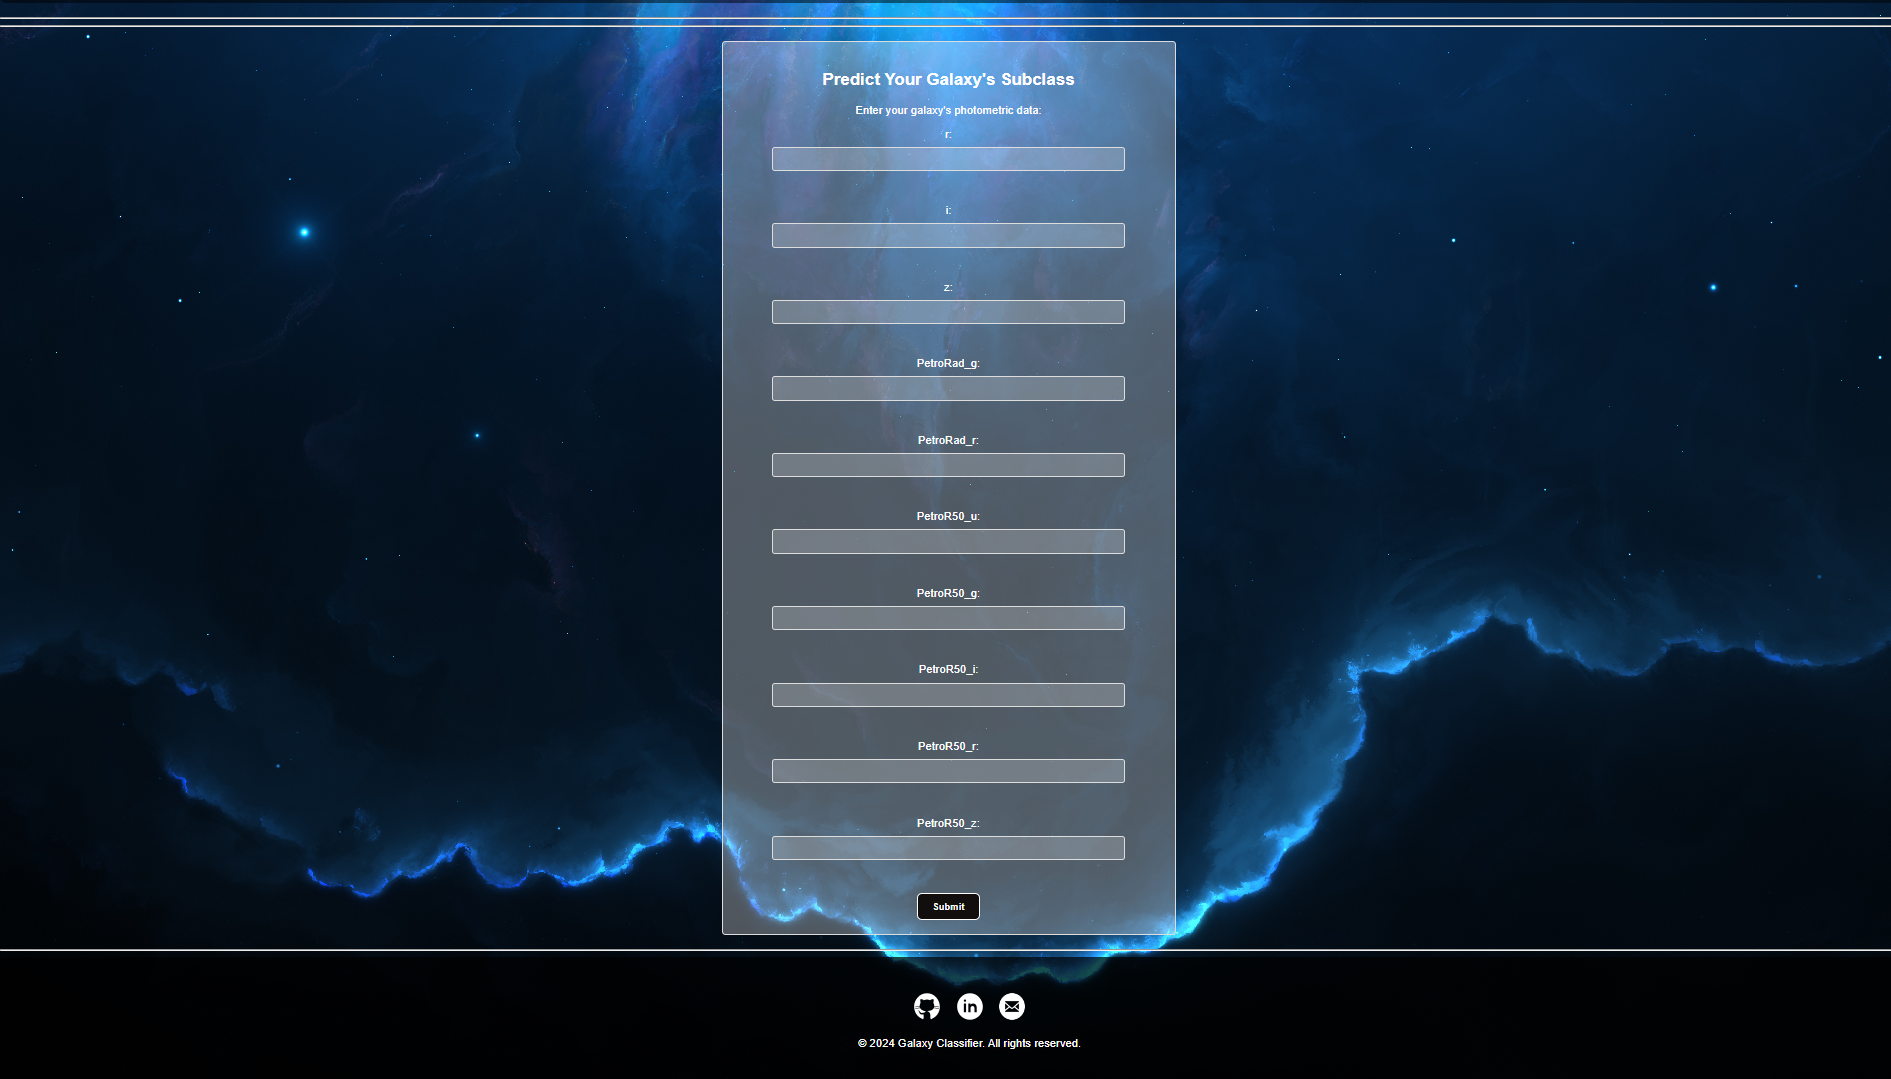 Predict Your Galaxy's Subclass
Enter your galaxy's photometric data:
r:
i:
z:
PetroRad_g:
PetroRad_r:
PetroR50_u:
PetroR50_g:
PetroR50_i:
PetroR50_r:
PetroR50_z:
Submit
in
© 2024 Galaxy Classifier. All rights reserved.